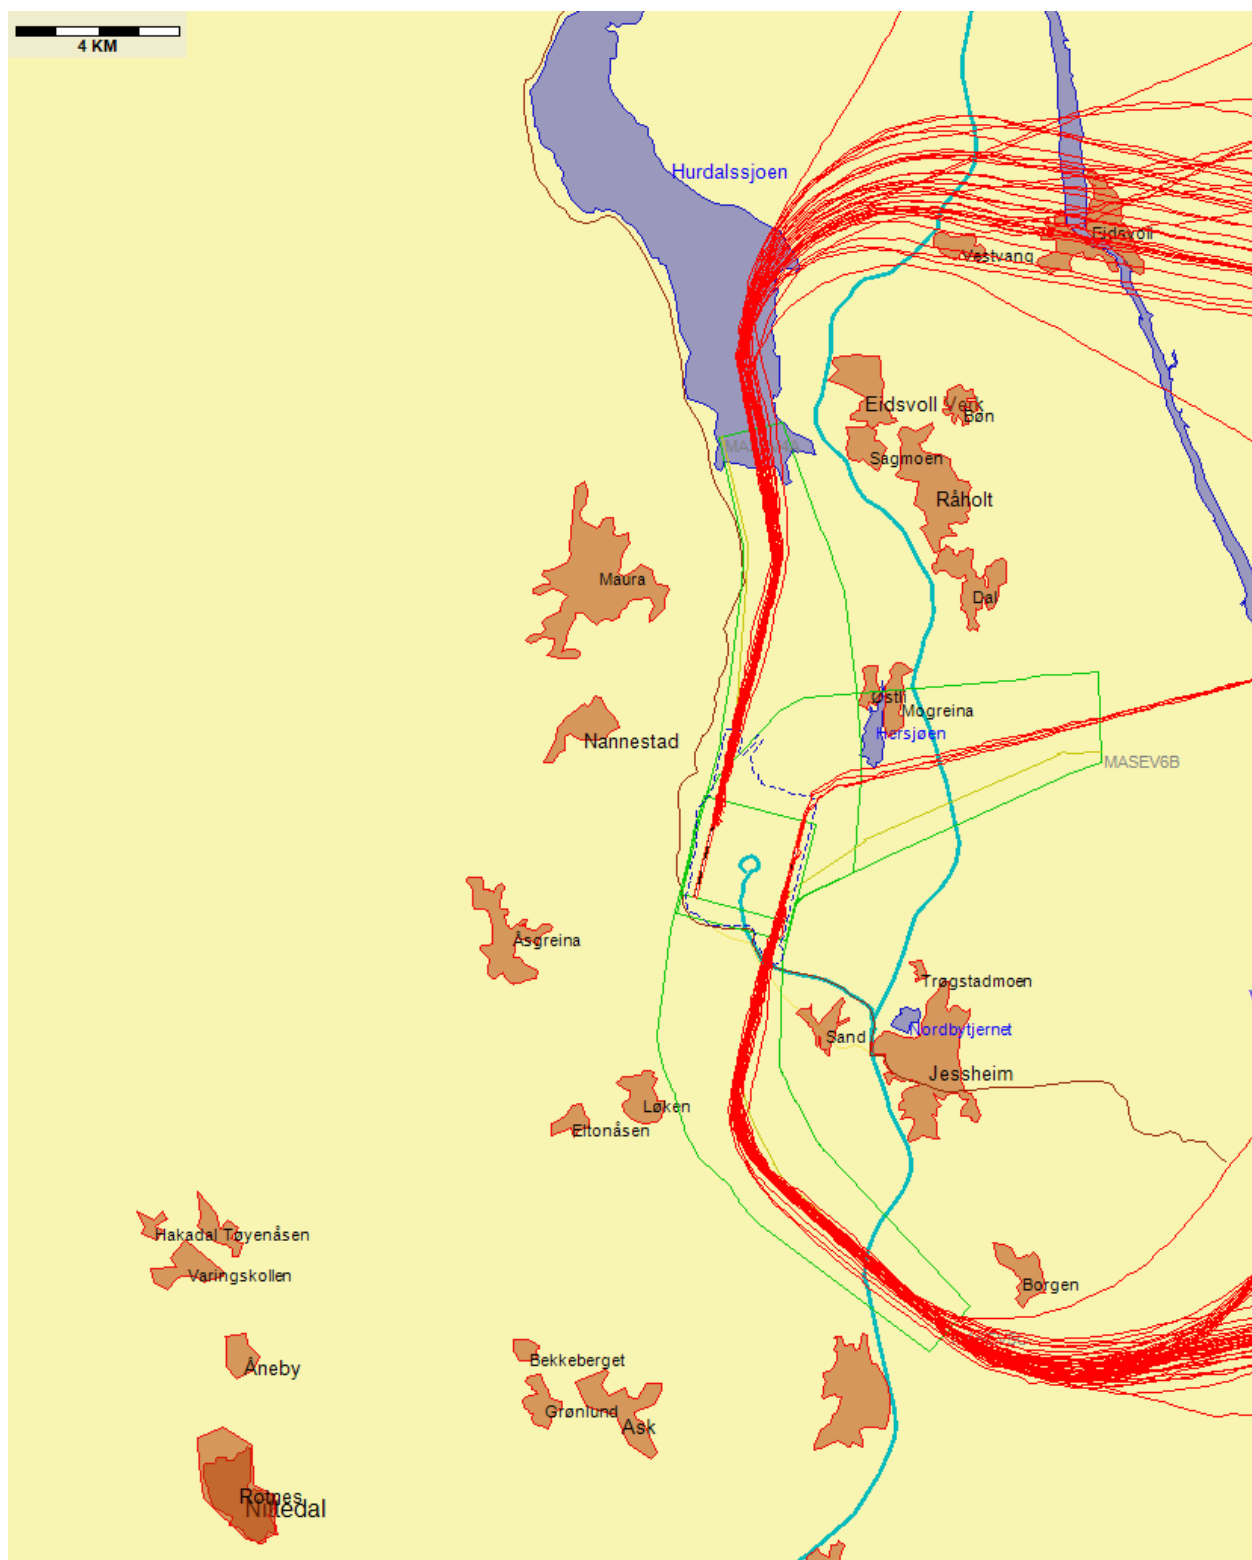 4 KM
Hurdalssjoen
Eidsvoll
Vestvang
Eidsvoll Verk
Bøn
Sagmoen
Råholt
Maura
Dal
Østli
Mogreina
Hersjøen
Nannestad
MASEV6B
Åsgreina
Trøgstadmoen
Nordbytjernet
Sand
Jessheim
Løken
Eltonåsen
Hakadal Tøyenåsen
Varingskollen
Borgen
Åneby
Bekkeberget
Grønlund
Ask
Rotnes
Nittedal